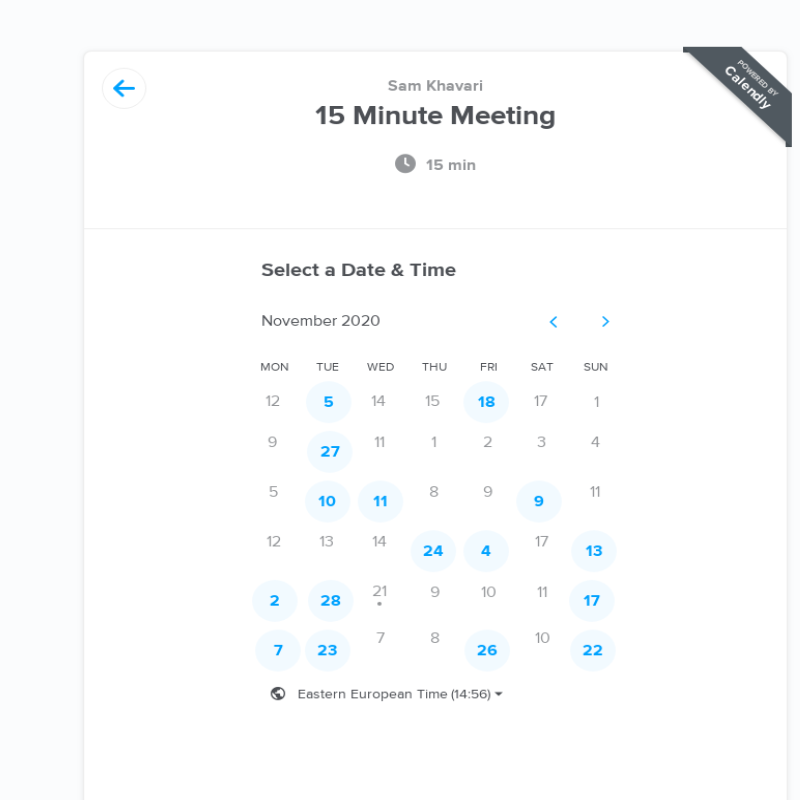 POWERED BY
Calendly
Sam Khavari
15 Minute Meeting
15 min
Select a Date & Time
November 2020
MON TUE WED THU FRI SAT SUN
12 5 14 15 18 17 1
9 27 11 1 2 3 4
5 10 11 8 9 9 11
12 13 14 24 4 17 13
2 28 21 9 10 11 17
7 23 7 8 26 10 22
Eastern European Time (14:56)